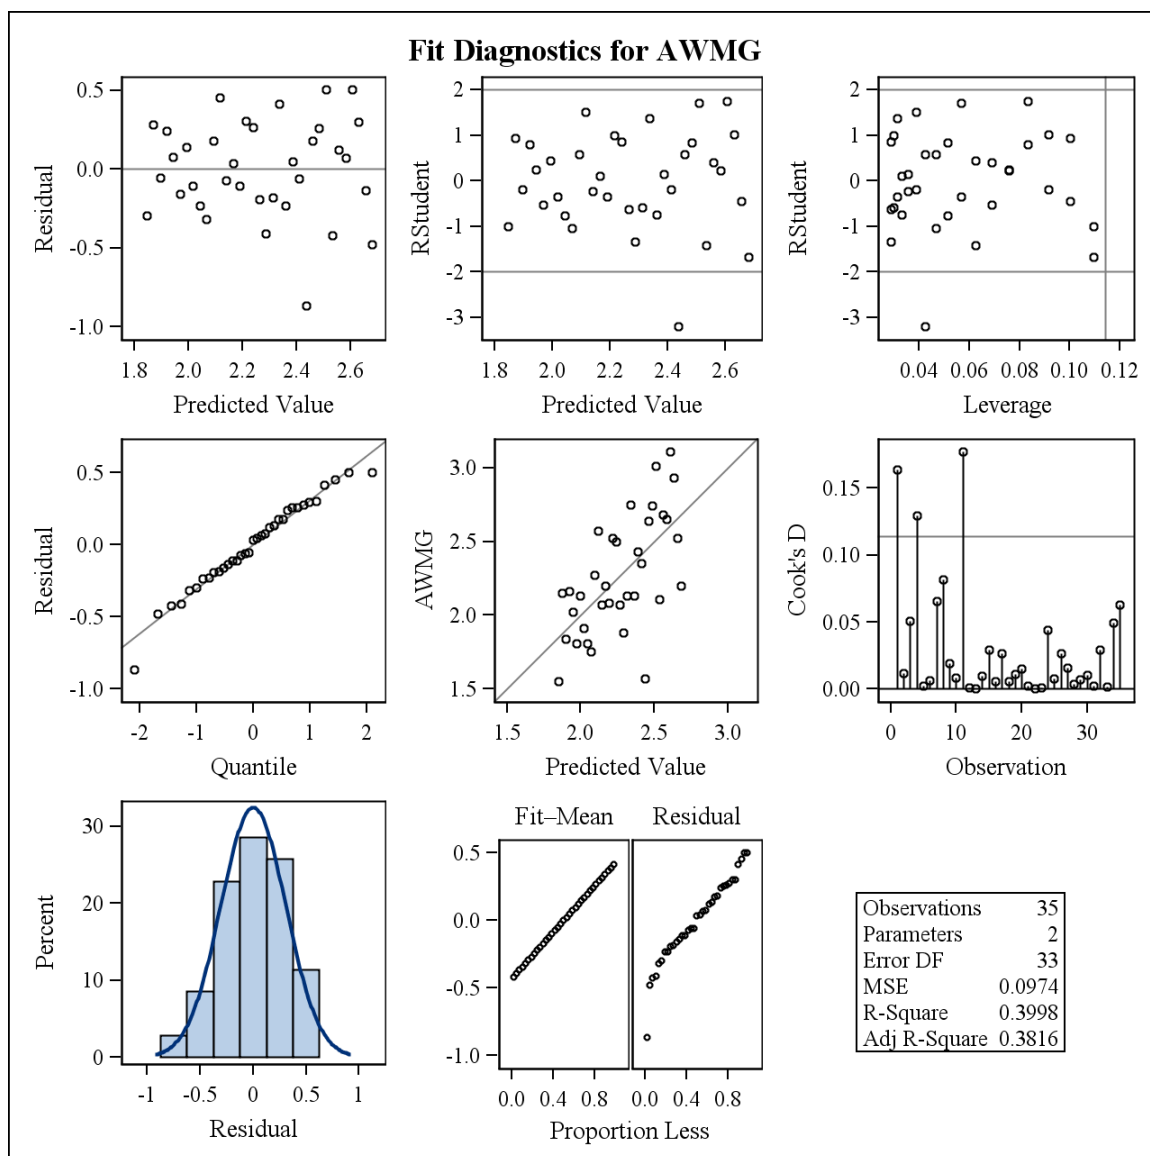 Fit Diagnostics for AWMG
0.5
0.0
-0.5
-1.0
Residual
1.8 2.0 2.2 2.4 2.6
Predicted Value
2
1
0
-1
-2
-3
RStudent
1.8 2.0 2.2 2.4 2.6
Predicted Value
2
1
0
-1
-2
-3
RStudent
0.04 0.06 0.08 0.10 0.12
Leverage
0.5
0.0
-0.5
-1.0
Residual
-2 -1 0 1 2
Quantile
3.0
2.5
2.0
1.5
AWMG
1.5 2.0 2.5 3.0
Predicted Value
0.15
0.10
0.05
0.00
Cook's D
0 10 20 30
Observation
30
20
10
0
Percent
-1 -0.5 0 0.5 1
Residual
Fit–Mean Residual
0.5
0.0
-0.5
-1.0
0.0 0.4 0.8 0.0 0.4 0.8
Proportion Less
Observations 35
Parameters 2
Error DF 33
MSE 0.0974
R-Square 0.3998
Adj R-Square 0.3816